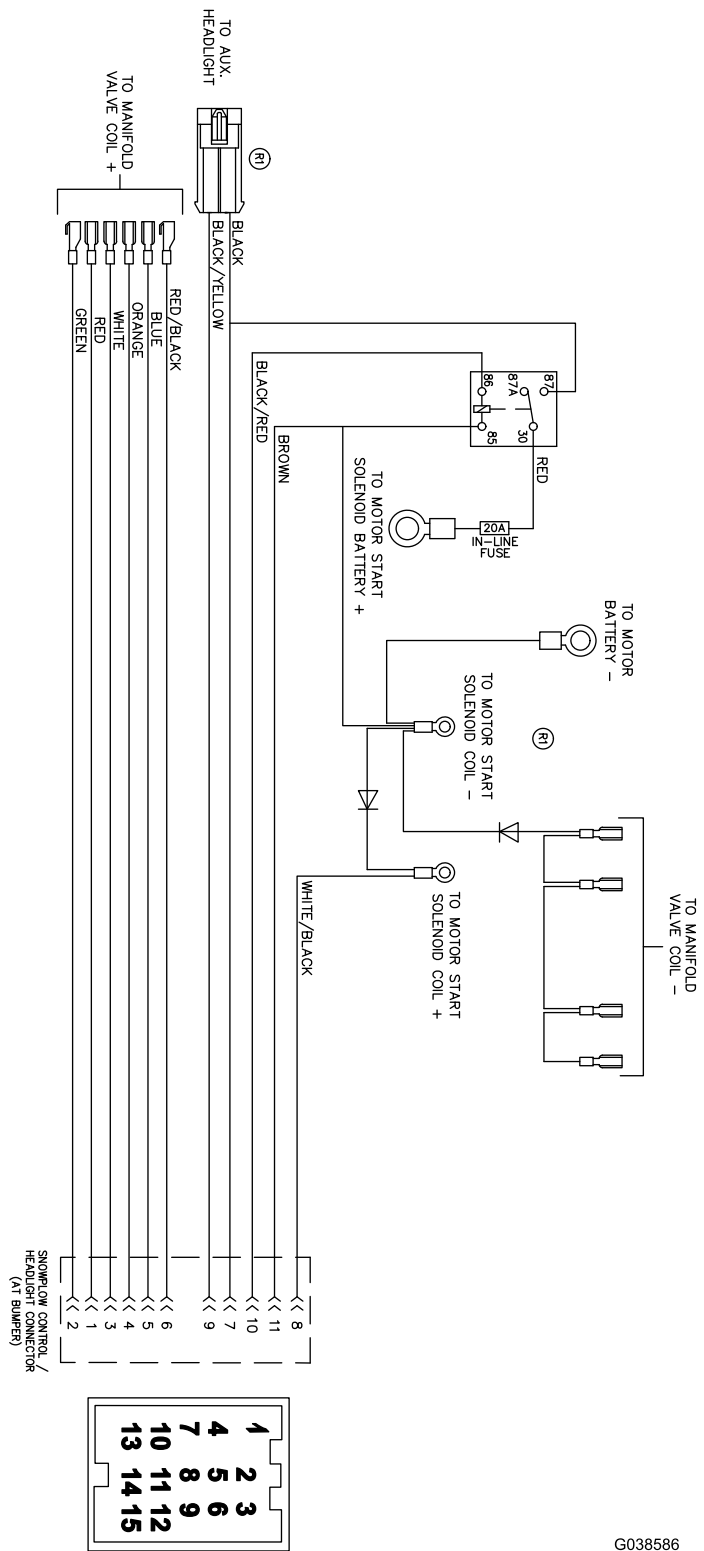 TO AUX.
HEADLIGHT
R1
TO MANIFOLD
VALVE COIL +
BLACK
BLACK/YELLOW
RED/BLACK
BLUE
ORANGE
WHITE
RED
GREEN
87
87A
86
30
85
RED
BLACK/RED
BROWN
20A
IN-LINE
FUSE
TO MOTOR START
SOLENOID BATTERY +
TO MOTOR
BATTERY -
TO MOTOR START
SOLENOID COIL -
R1
TO MANIFOLD
VALVE COIL -
TO MOTOR START
SOLENOID COIL +
WHITE/BLACK
8
11
10
7
9
6
5
4
3
1
2
SNOWPLOW CONTROL /
HEADLIGHT CONNECTOR
(AT BUMPER)
1 2 3
4 5 6
7 8 9
10 11 12
13 14 15
G038586